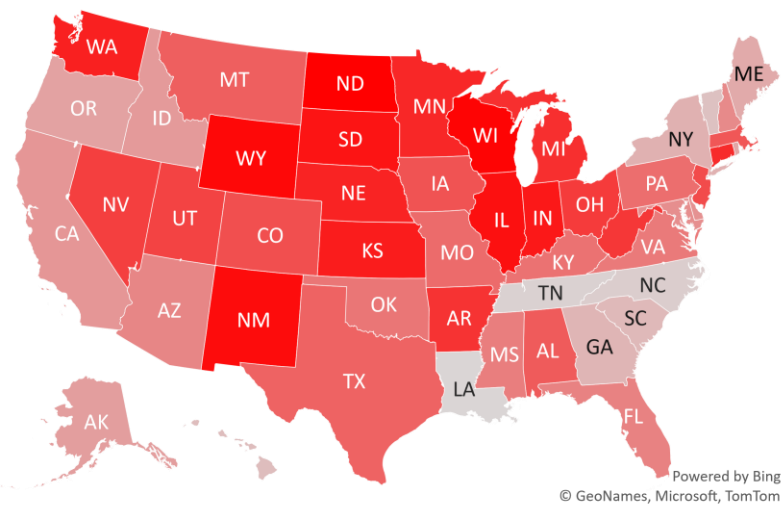 WA
MT
ND
MN
ME
OR
ID
SD
WI
MI
NY
WY
NE
IA
PA
NV
UT
CO
KS
MO
IL
IN
OH
VA
CA
KY
NC
AZ
NM
OK
AR
TN
SC
TX
MS
AL
GA
LA
AK
FL
Powered by Bing
© GeoNames, Microsoft, TomTom